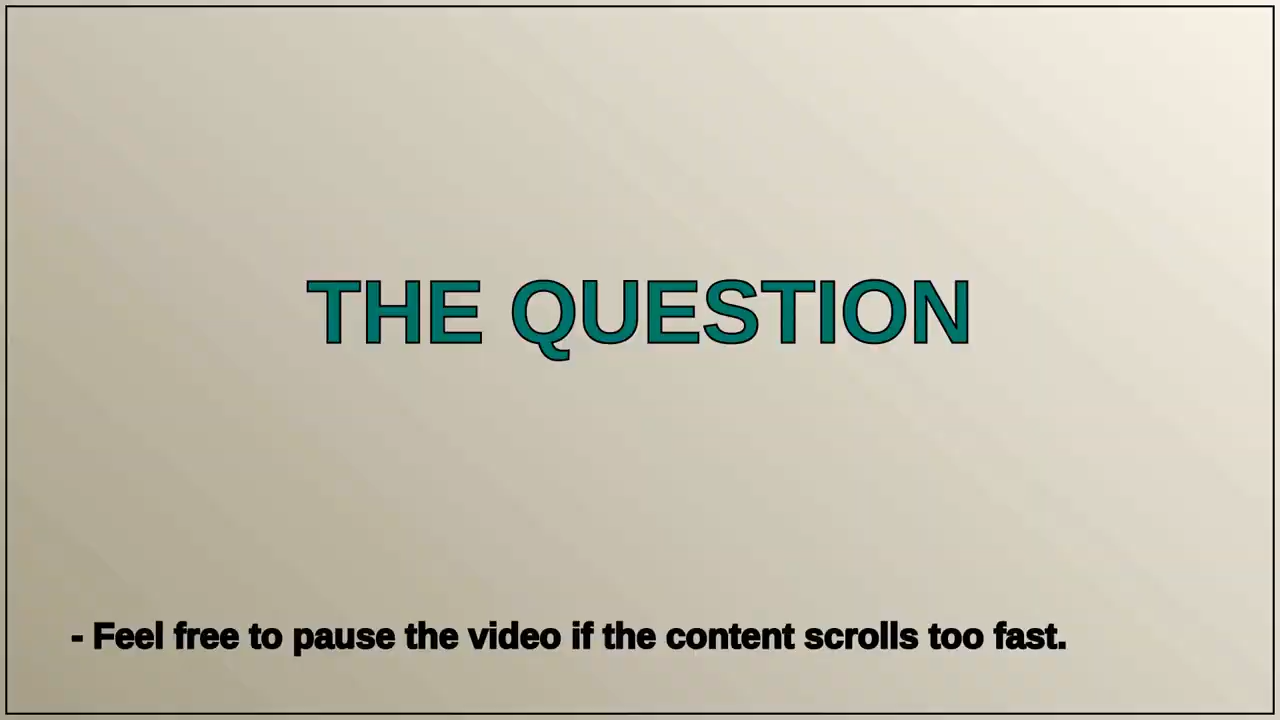 THE QUESTION
- Feel free to pause the video if the content scrolls too fast.